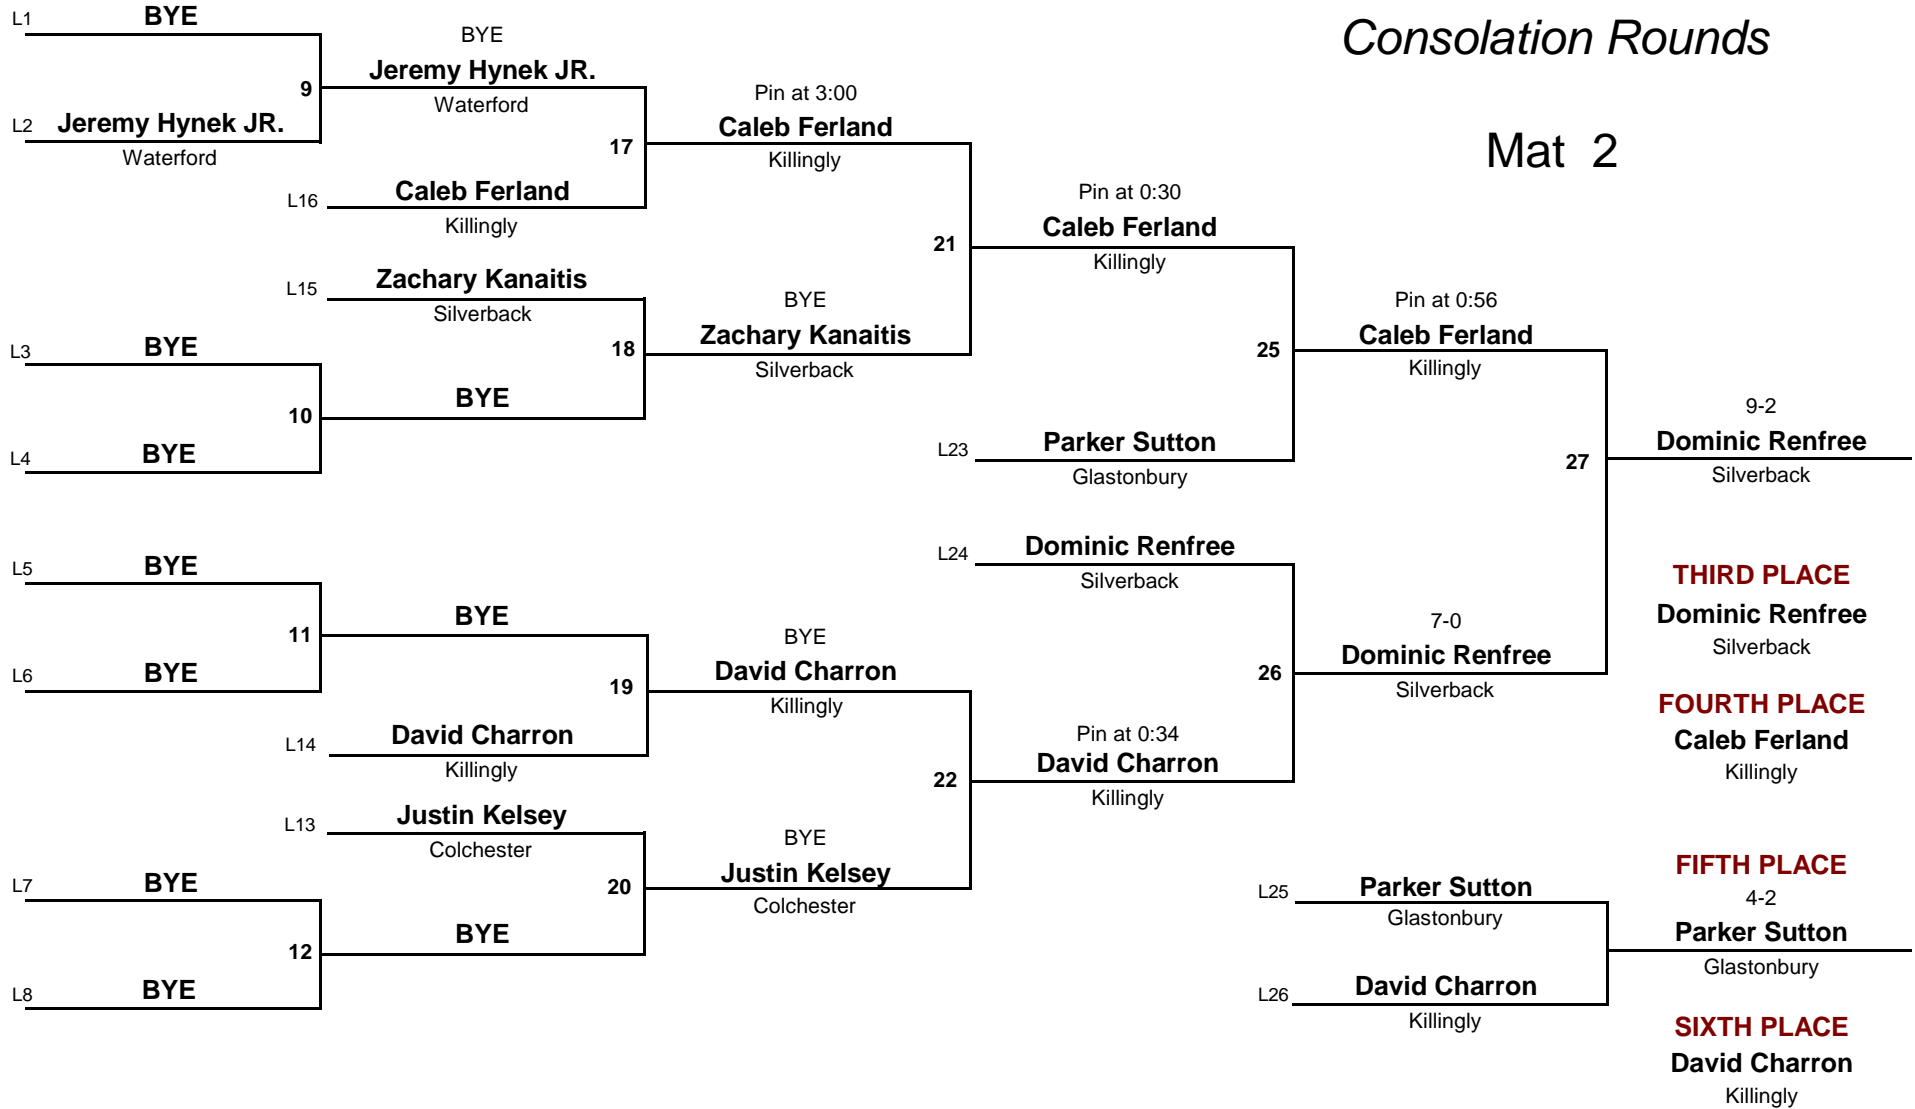 Consolation Rounds
Mat 2
L1 BYE
9
L2 Jeremy Hynek JR.
Waterford
BYE
Jeremy Hynek JR.
Waterford
17
L16 Caleb Ferland
Killingly
Pin at 3:00
Caleb Ferland
Killingly
L15 Zachary Kanaitis
Silverback
18
L3 BYE
10
L4 BYE
BYE
BYE
Zachary Kanaitis
Silverback
21
Pin at 0:30
Caleb Ferland
Killingly
25
L23 Parker Sutton
Glastonbury
Pin at 0:56
Caleb Ferland
Killingly
27
9-2
Dominic Renfree
Silverback
L5 BYE
11
L6 BYE
BYE
19
L14 David Charron
Killingly
BYE
David Charron
Killingly
22
L13 Justin Kelsey
Colchester
20
L7 BYE
12
L8 BYE
BYE
BYE
Justin Kelsey
Colchester
L24 Dominic Renfree
Silverback
26
Pin at 0:34
David Charron
Killingly
7-0
Dominic Renfree
Silverback
THIRD PLACE
Dominic Renfree
Silverback
FOURTH PLACE
Caleb Ferland
Killingly
L25 Parker Sutton
Glastonbury
L26 David Charron
Killingly
FIFTH PLACE
4-2
Parker Sutton
Glastonbury
SIXTH PLACE
David Charron
Killingly